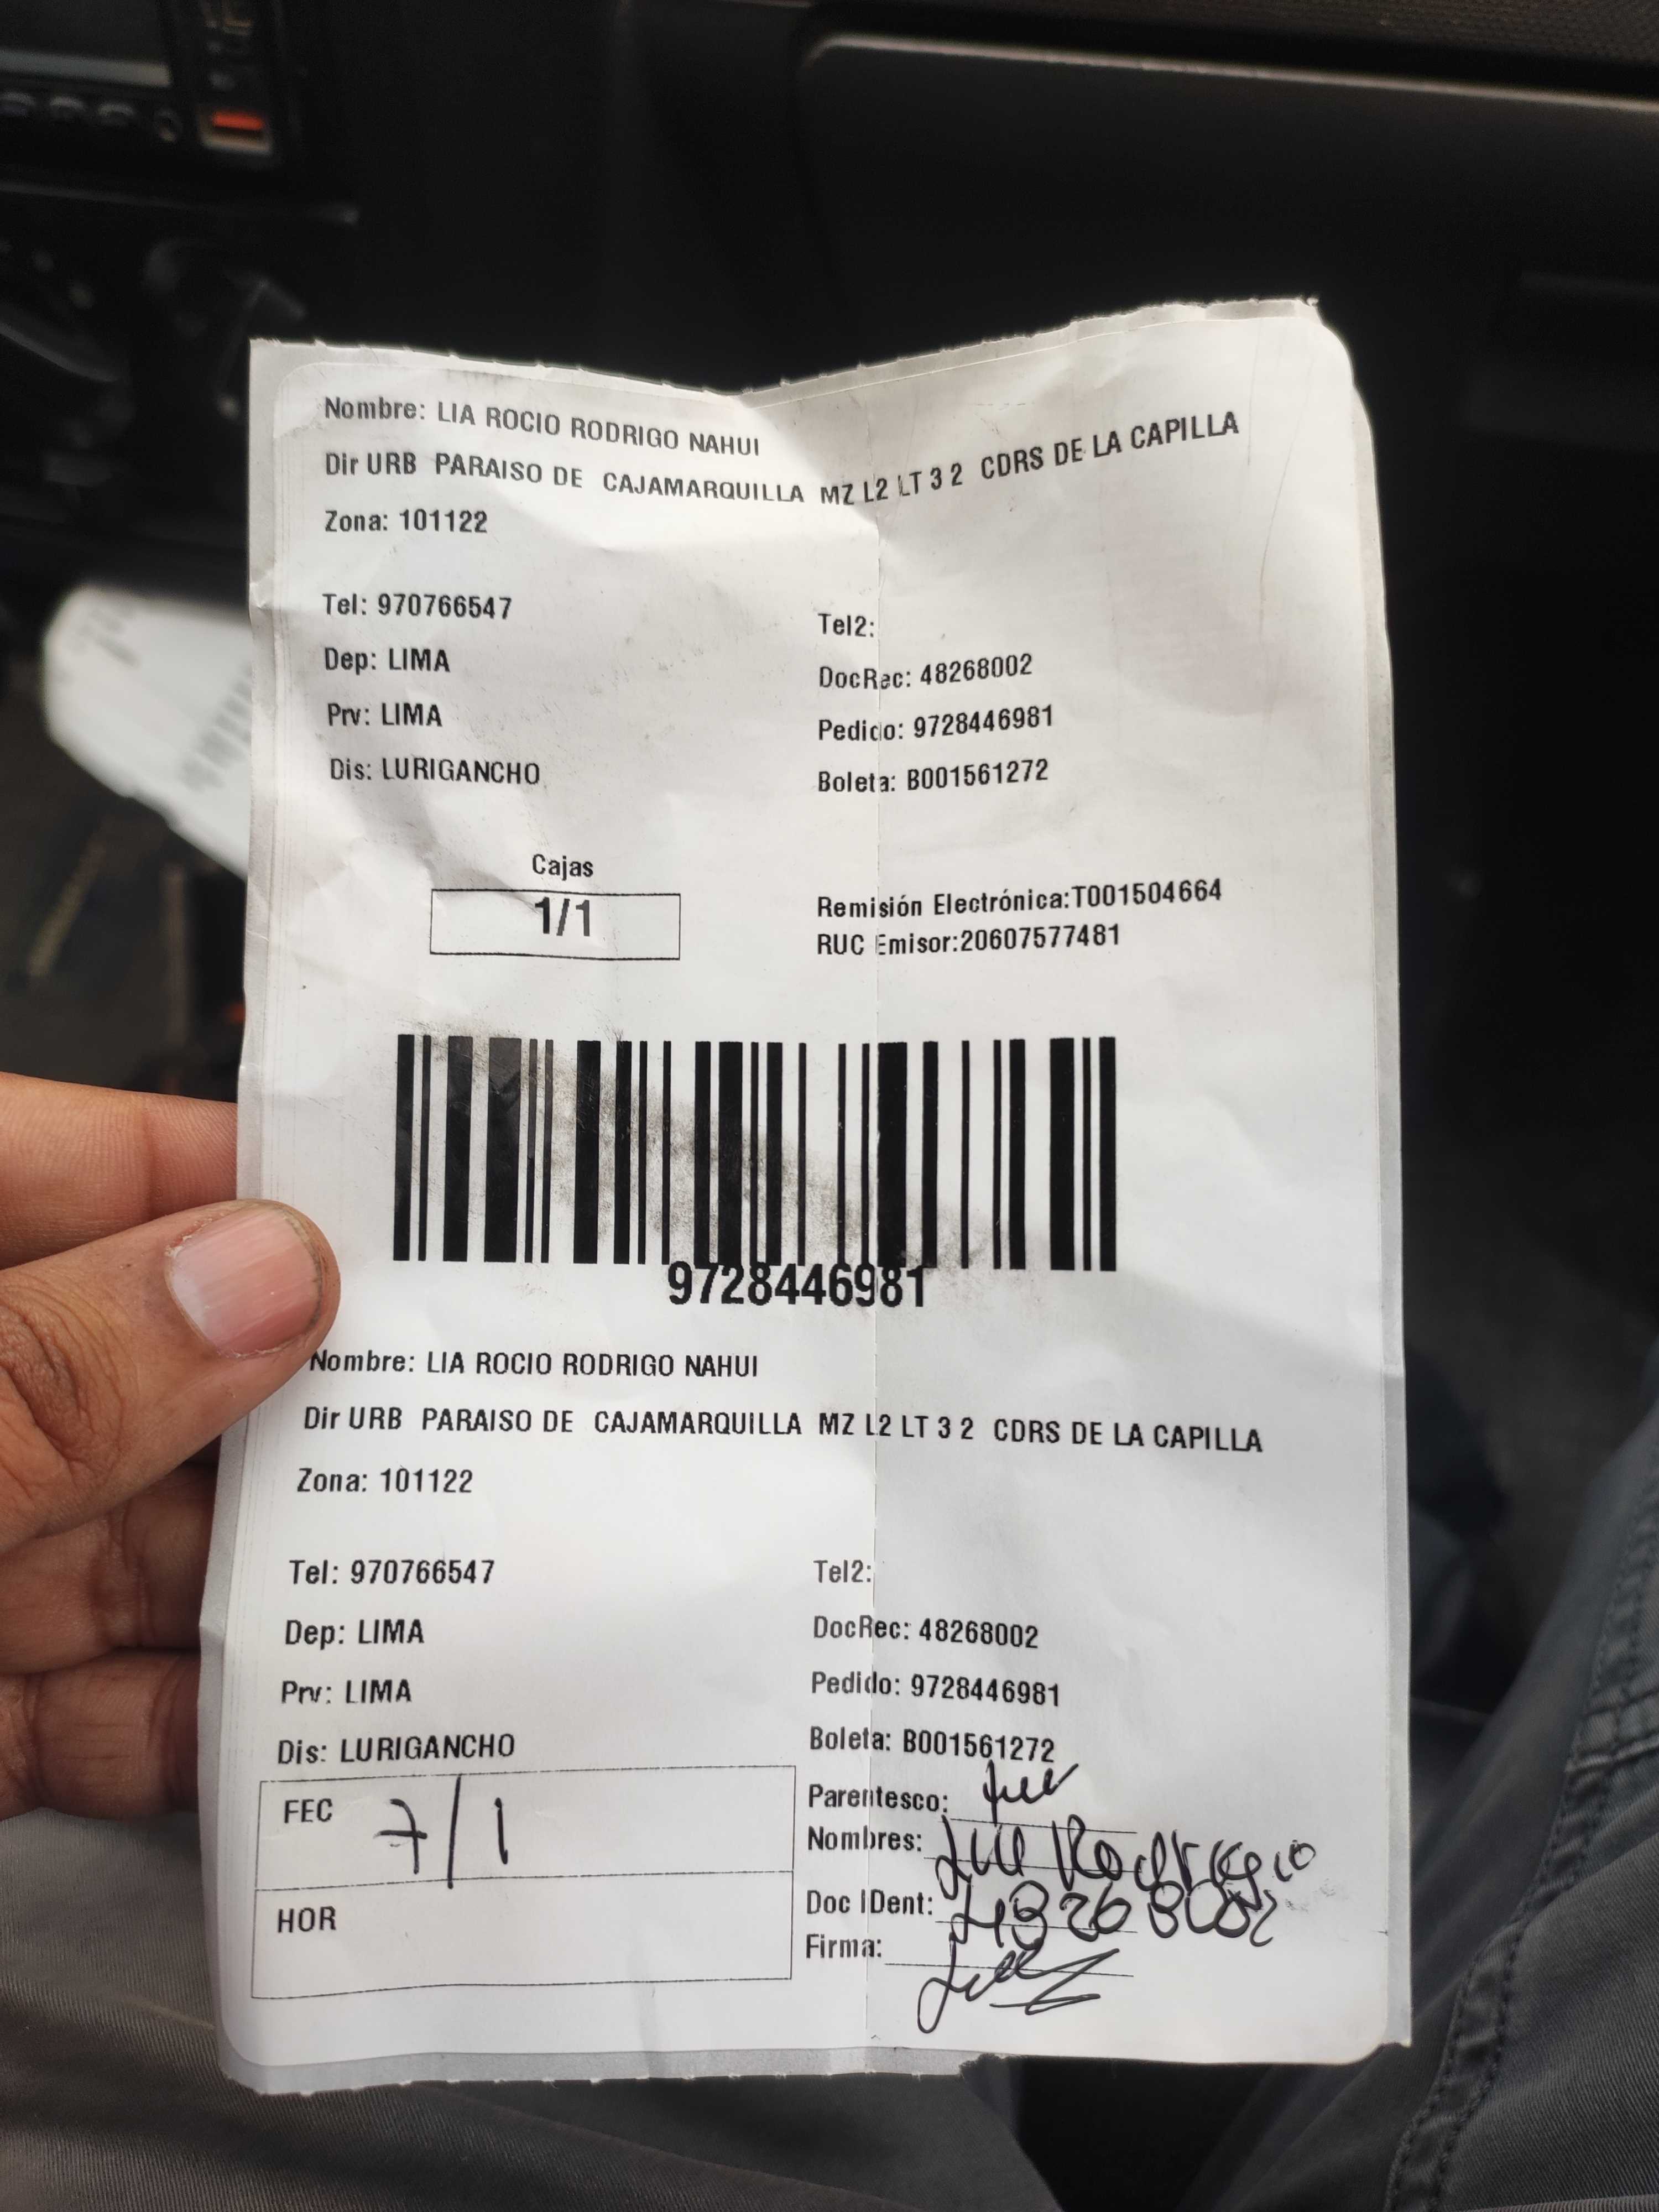 Nombre: LIA ROCIO RODRIGO NAHUI
Dir URB PARAISO DE CAJAMARQUILLA MZ L2 LT 3 2 CDRS DE LA CAPILLA
Zona: 101122
Tel: 970766547
Tel2:
Dep: LIMA
DocRec: 48268002
Prv: LIMA
Pedido: 9728446981
Dis: LURIGANCHO
Boleta: B001561272
Cajas
1/1
Remisión Electrónica:T001504664
RUC Emisor:20607577481
9728446981
Nombre: LIA ROCIO RODRIGO NAHUI
Dir URB PARAISO DE CAJAMARQUILLA MZ L2 LT 3 2 CDRS DE LA CAPILLA
Zona: 101122
Tel: 970766547
Tel2:
Dep: LIMA
DocRec: 48268002
Prv: LIMA
Pedido: 9728446981
Dis: LURIGANCHO
Boleta: B001561272
FEC 7/1
HOR
Parentesco:
Nombres:
Doc IDent: 48268002
Firma: